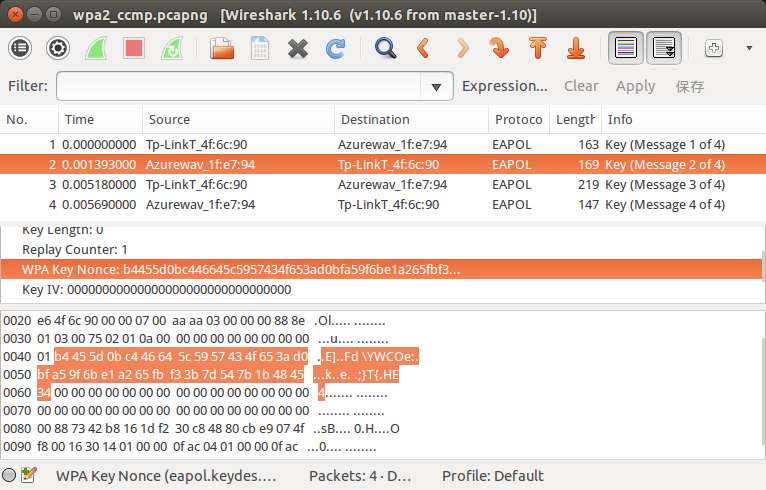 wpa2_ccmp.pcapng   [Wireshark 1.10.6  (v1.10.6 from master-1.10)]
Filter: Expression... Clear Apply 保存
No. Time Source Destination Protoco Length Info
1 0.000000000 Tp-LinkT_4f:6c:90 Azurewav_1f:e7:94 EAPOL 163 Key (Message 1 of 4)
2 0.001393000 Azurewav_1f:e7:94 Tp-LinkT_4f:6c:90 EAPOL 169 Key (Message 2 of 4)
3 0.005180000 Tp-LinkT_4f:6c:90 Azurewav_1f:e7:94 EAPOL 219 Key (Message 3 of 4)
4 0.005690000 Azurewav_1f:e7:94 Tp-LinkT_4f:6c:90 EAPOL 147 Key (Message 4 of 4)
Key Length: 0
Replay Counter: 1
WPA Key Nonce: b4455d0bc446645c5957434f653ad0bfa59f6be1a265fbf3...
Key IV: 00000000000000000000000000000000
0020 e6 4f 6c 90 00 00 07 00 aa aa 03 00 00 00 88 8e .Ol..... ........
0030 01 03 00 75 02 01 0a 00 00 00 00 00 00 00 00 00 ...u.... ........
0040 01 b4 45 5d 0b c4 46 64 5c 59 57 43 4f 65 3a d0 ..E]..Fd \YWCOe:.
0050 bf a5 9f 6b e1 a2 65 fb f3 3b 7d 54 7b 1b 48 45 ...k..e. .;}T{.HE
0060 34 00 00 00 00 00 00 00 00 00 00 00 00 00 00 00 4....... ........
0070 00 00 00 00 00 00 00 00 00 00 00 00 00 00 00 00 ........ ........
0080 00 88 73 42 b8 16 1d f2 30 c8 48 80 cb e9 07 4f ..sB.... 0.H....O
0090 f8 00 16 30 14 01 00 00 0f ac 04 01 00 00 0f ac ...0.... ........
WPA Key Nonce (eapol.keydes.... Packets: 4 · D... Profile: Default